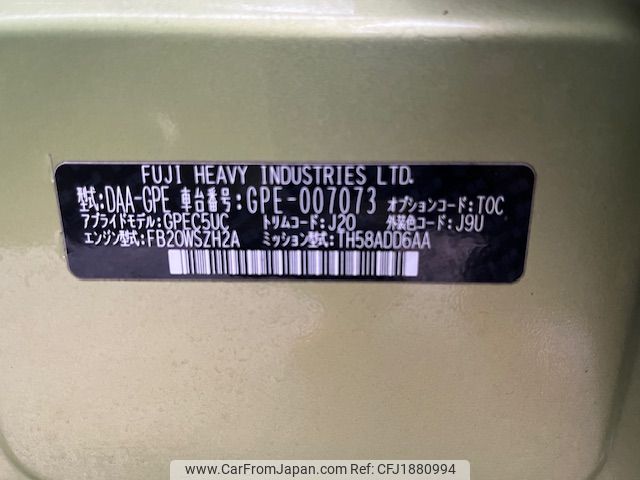 FUJI HEAVY INDUSTRIES LTD.
型式:DAA-GPE 車台番号:GPE-007073 オプションコード:TOC
アプライドモデル:GPEC5UC トリムコード:J20 外装色コード:J9U
エンジン型式:FB20WSZH2A ミッション型式:TH58ADD6AA
www.CarFromJapan.com - REF No: CFJ1880994